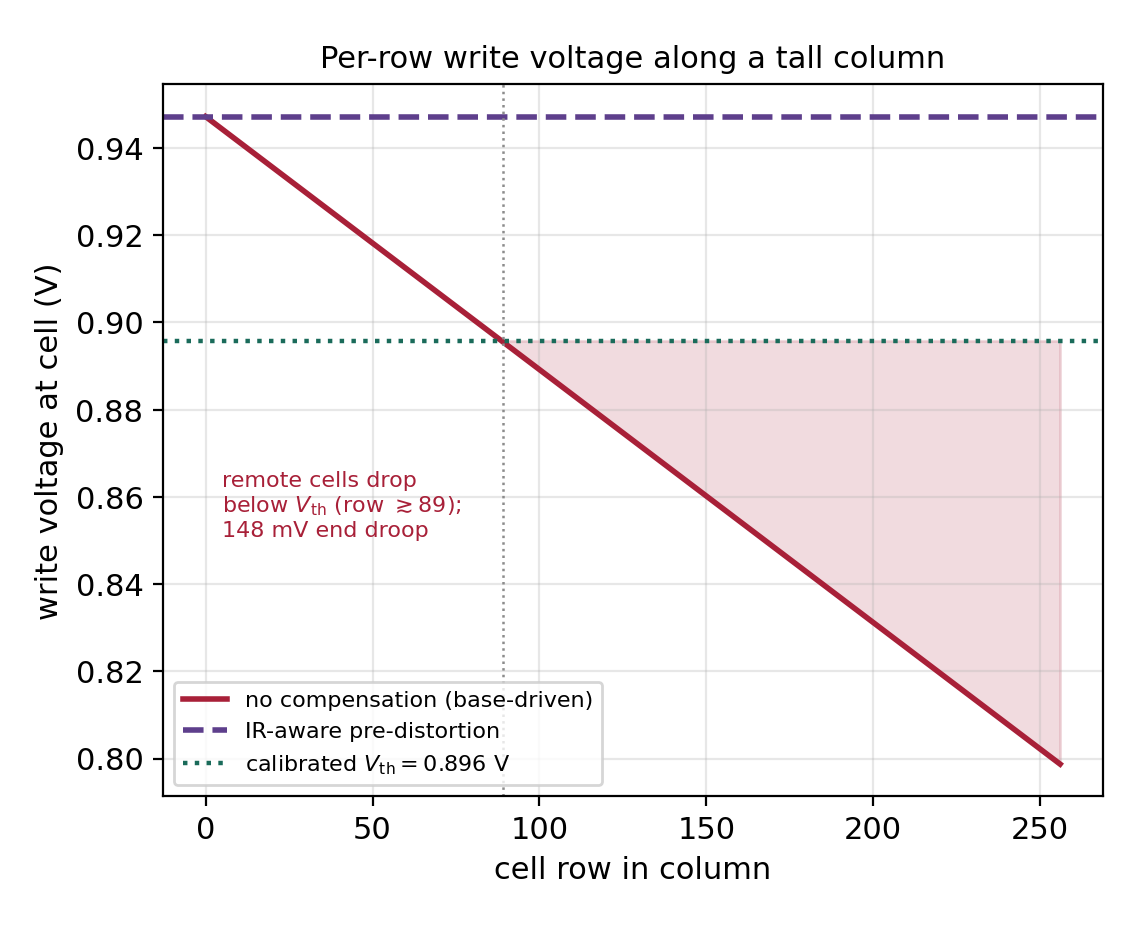 Per-row write voltage along a tall column
write voltage at cell (V)
0.94
0.92
0.90
0.88
0.86
0.84
0.82
0.80
remote cells drop
below Vth (row ≳ 89);
148 mV end droop
no compensation (base-driven)
IR-aware pre-distortion
calibrated Vth = 0.896 V
0 50 100 150 200 250
cell row in column